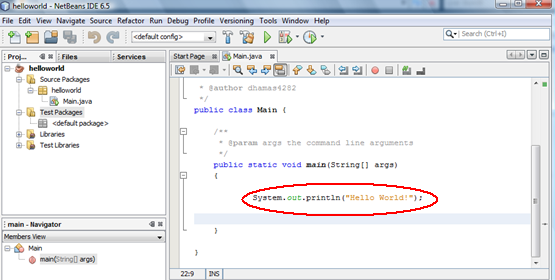 helloworld - NetBeans IDE 6.5
File Edit View Navigate Source Refactor Run Debug Profile Versioning Tools Window Help
<default config>
Search (Ctrl+I)
Proj... Files Services
helloworld
Source Packages
helloworld
Main.java
Test Packages
<default package>
Libraries
Test Libraries
main - Navigator
Members View
Main
main(String[] args)
Start Page Main.java
* @author dhamas4282
*/
public class Main {
/**
* @param args the command line arguments
*/
public static void main(String[] args)
{
System.out.println("Hello World!");
}
}
22:9 INS